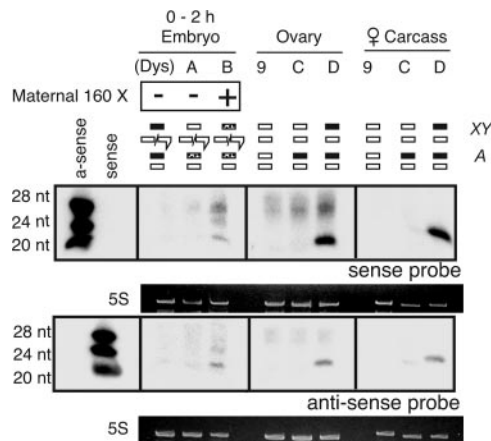 0 - 2 h
Embryo Ovary ♀ Carcass
(Dys) A B 9 C D 9 C D
Maternal 160 X - - +
XY
A
a-sense sense
28 nt
24 nt
20 nt
sense probe
5S
28 nt
24 nt
20 nt
anti-sense probe
5S